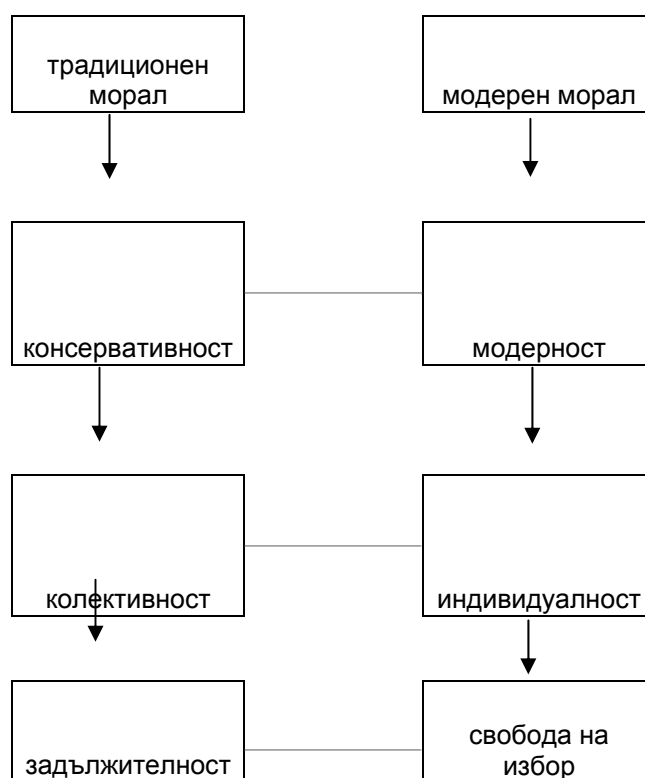 традиционен
морал
модерен морал
консервативност
модерност
колективност
индивидуалност
задължителност
свобода на
избор